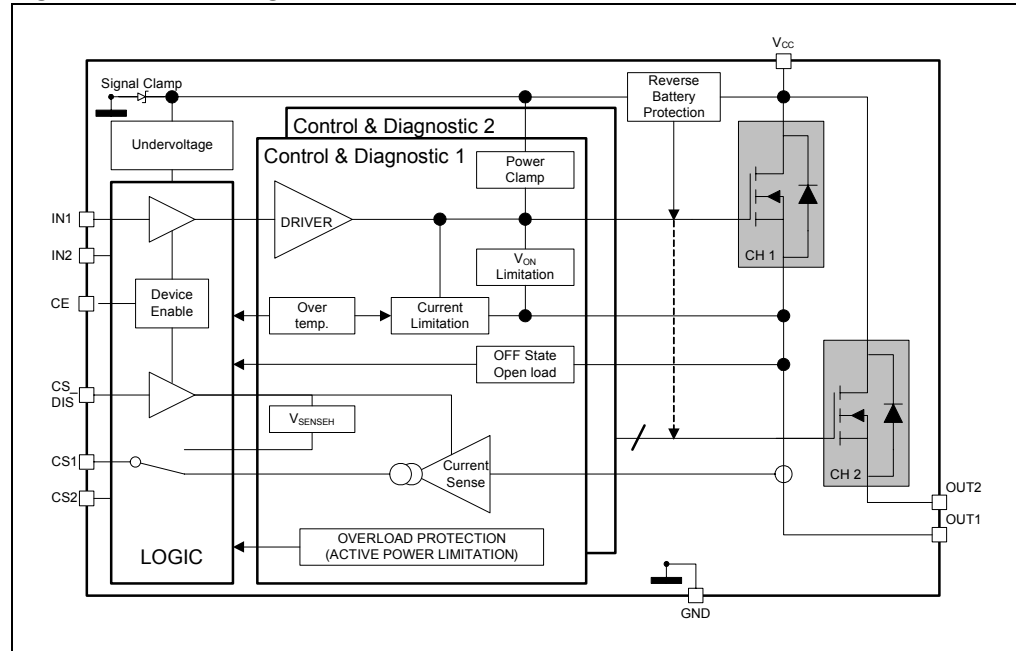 VCC
Signal Clamp
Reverse
Battery
Protection
Control & Diagnostic 2
Undervoltage
Control & Diagnostic 1
Power
Clamp
IN1
DRIVER
IN2
VON
Limitation
CH 1
CE
Device
Enable
Over
temp.
Current
Limitation
OFF State
Open load
CS_
DIS
VSENSEH
CS1
Current
Sense
CH 2
CS2
OUT2
OUT1
OVERLOAD PROTECTION
(ACTIVE POWER LIMITATION)
LOGIC
GND